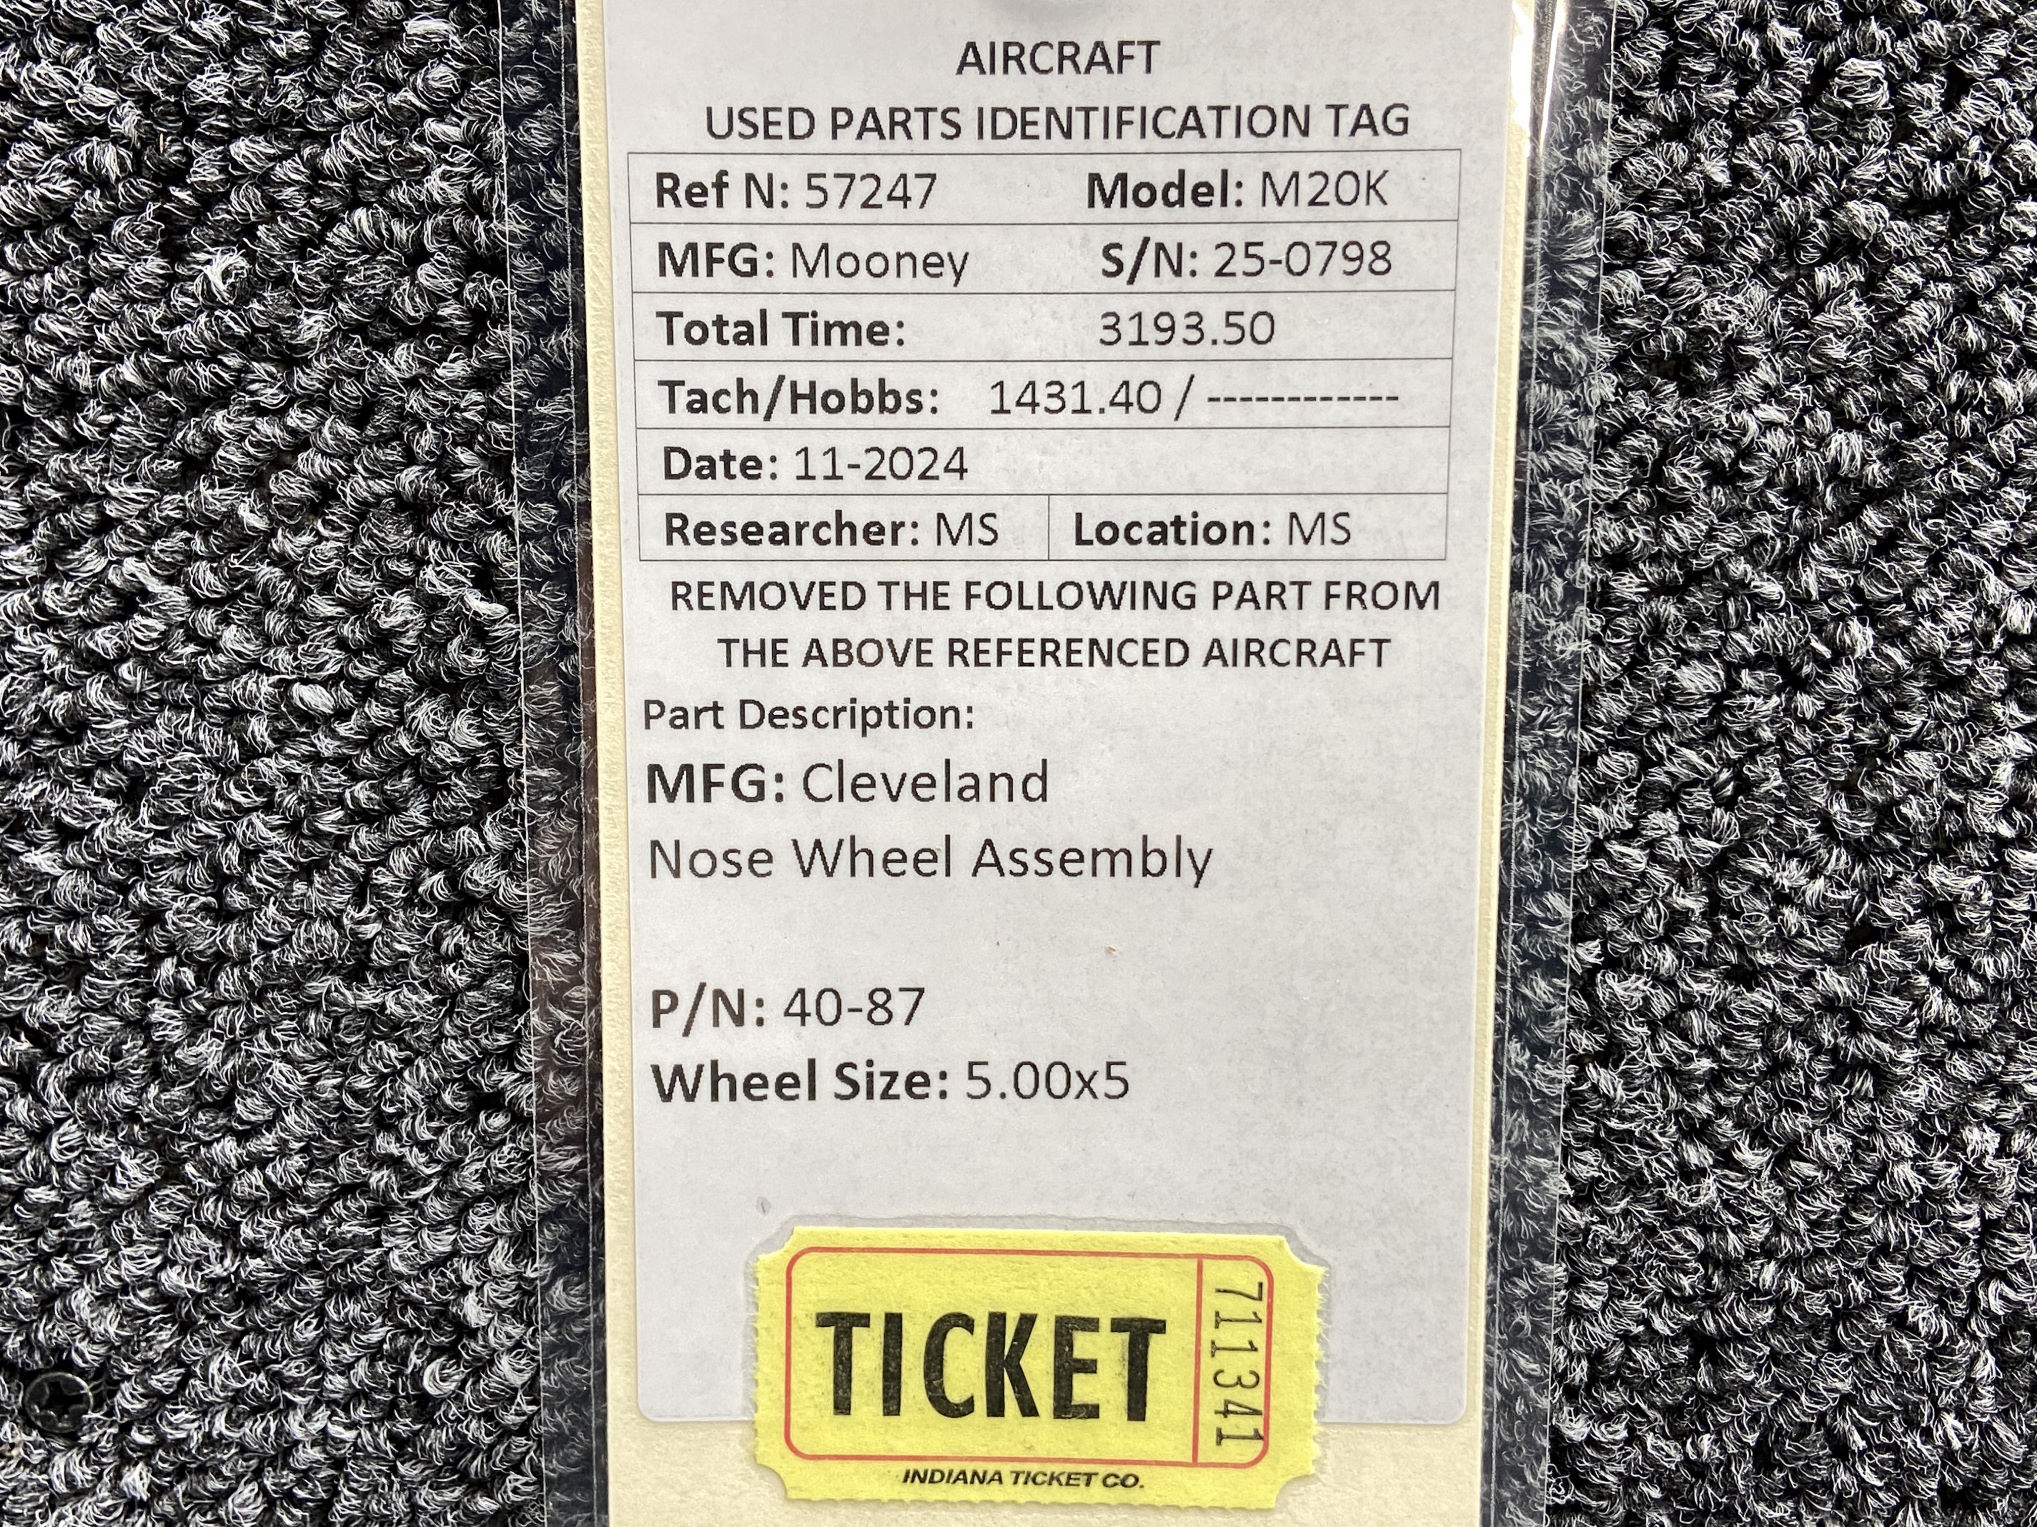 AIRCRAFT
USED PARTS IDENTIFICATION TAG
Ref N: 57247 Model: M20K
MFG: Mooney S/N: 25-0798
Total Time: 3193.50
Tach/Hobbs: 1431.40 / ------------
Date: 11-2024
Researcher: MS Location: MS
REMOVED THE FOLLOWING PART FROM
THE ABOVE REFERENCED AIRCRAFT
Part Description:
MFG: Cleveland
Nose Wheel Assembly
P/N: 40-87
Wheel Size: 5.00x5
TICKET
711341
INDIANA TICKET CO.